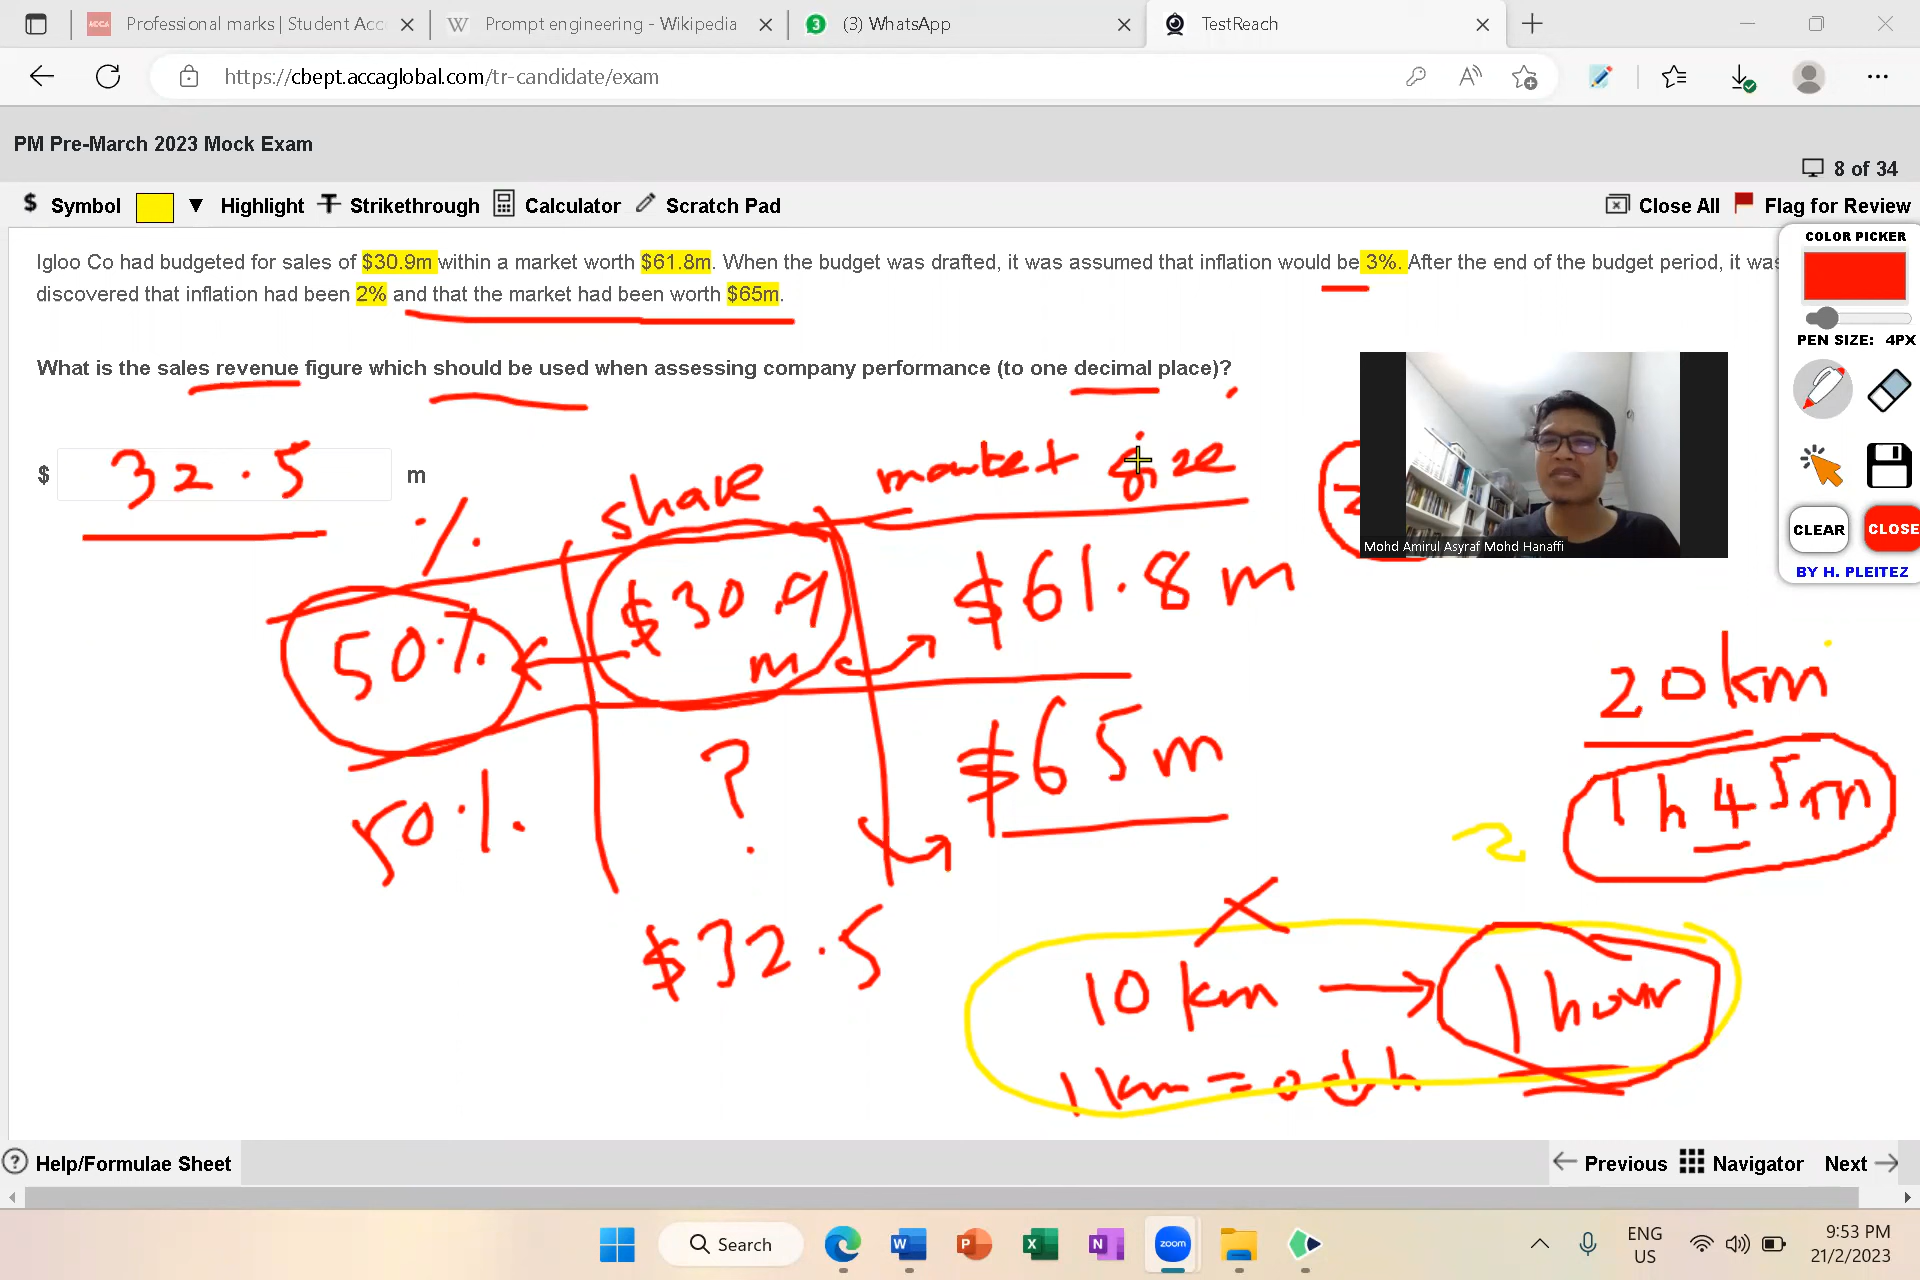 Professional marks | Student Acc
Prompt engineering - Wikipedia
(3) WhatsApp
TestReach
https://cbept.accaglobal.com/tr-candidate/exam
PM Pre-March 2023 Mock Exam
8 of 34
$ Symbol ▼ Highlight Strikethrough Calculator Scratch Pad
Close All Flag for Review
COLOR PICKER
Igloo Co had budgeted for sales of $30.9m within a market worth $61.8m. When the budget was drafted, it was assumed that inflation would be 3%. After the end of the budget period, it was
discovered that inflation had been 2% and that the market had been worth $65m.
PEN SIZE: 4PX
What is the sales revenue figure which should be used when assessing company performance (to one decimal place)?
$ 32.5 m
% share market size
CLEAR CLOSE
Mohd Amirul Asyraf Mohd Hanaffi
BY H. PLEITEZ
50% $30.9 m $61.8 m
50% ? $65 m
20 km
1 h 45 m
$32.5
10 km → 1 hour
1 km =
Help/Formulae Sheet
Previous Navigator Next
Search
zoom
ENG
US
9:53 PM
21/2/2023